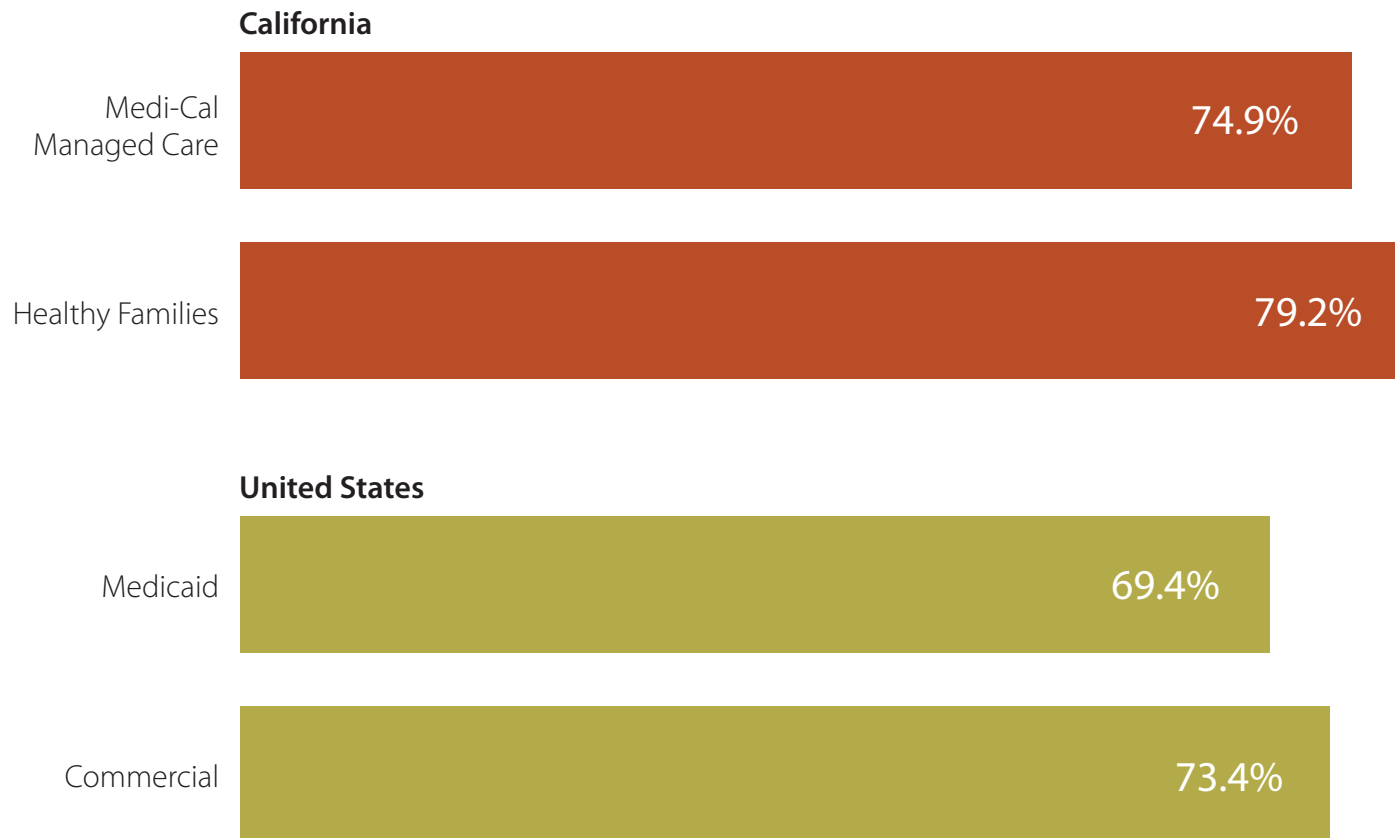 California
Medi-Cal
Managed Care
74.9%
Healthy Families
79.2%
United States
Medicaid
69.4%
Commercial
73.4%